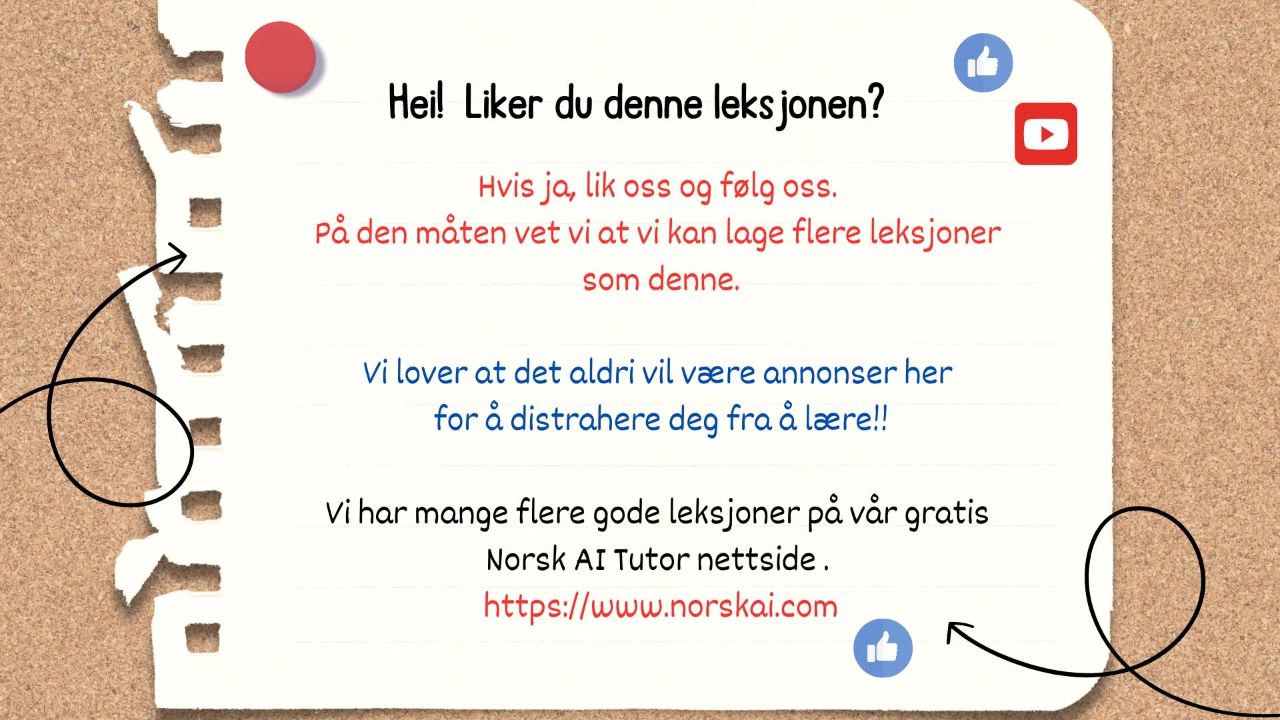 Hei! Liker du denne leksjonen?
Hvis ja, lik oss og følg oss.
På den måten vet vi at vi kan lage flere leksjoner
som denne.
Vi lover at det aldri vil være annonser her
for å distrahere deg fra å lære!!
Vi har mange flere gode leksjoner på vår gratis
Norsk AI Tutor nettside .
https://www.norskai.com